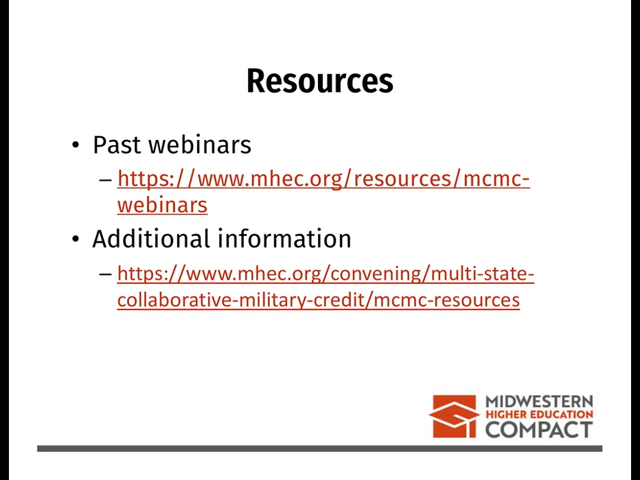 Resources
• Past webinars
– https://www.mhec.org/resources/mcmc-
webinars
• Additional information
– https://www.mhec.org/convening/multi-state-
collaborative-military-credit/mcmc-resources
MIDWESTERN
HIGHER EDUCATION
COMPACT